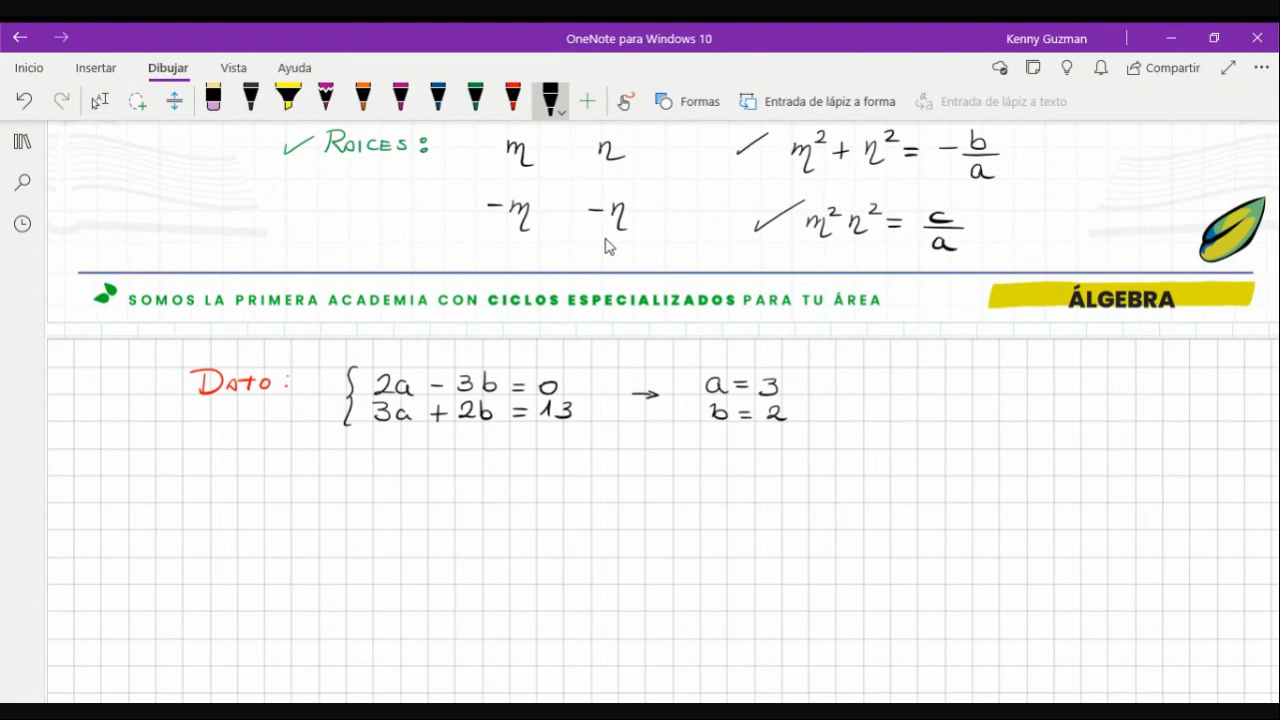 OneNote para Windows 10
Kenny Guzman
Inicio Insertar Dibujar Vista Ayuda
Compartir
Formas
Entrada de lápiz a forma
Entrada de lápiz a texto
✓ RAICES: m n ✓ m² + n² = -b/a
-m -n ✓ m² n² = c/a
SOMOS LA PRIMERA ACADEMIA CON CICLOS ESPECIALIZADOS PARA TU ÁREA
ÁLGEBRA
DATO: { 2a - 3b = 0 → a = 3
3a + 2b = 13 b = 2